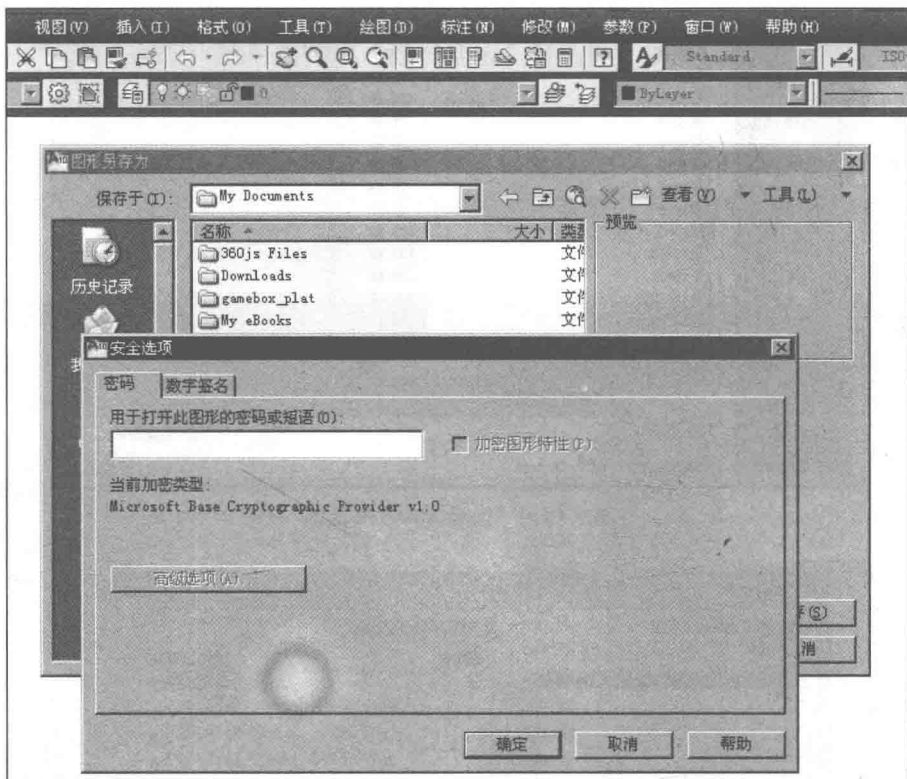 视图(V) 插入(I) 格式(O) 工具(T) 绘图(D) 标注(N) 修改(M) 参数(P) 窗口(W) 帮助(H)
Standard ISO-
0 ByLayer
图形另存为
保存于(I): My Documents 查看(V) 工具(L)
名称 大小 类型 预览
360js Files 文件
Downloads 文件
gamebox_plat 文件
My eBooks 文件
历史记录
安全选项
密码 数字签名
用于打开此图形的密码或短语(O):
加密图形特性(P)
当前加密类型:
Microsoft Base Cryptographic Provider v1.0
高级选项(A)...
(S)
消
确定 取消 帮助